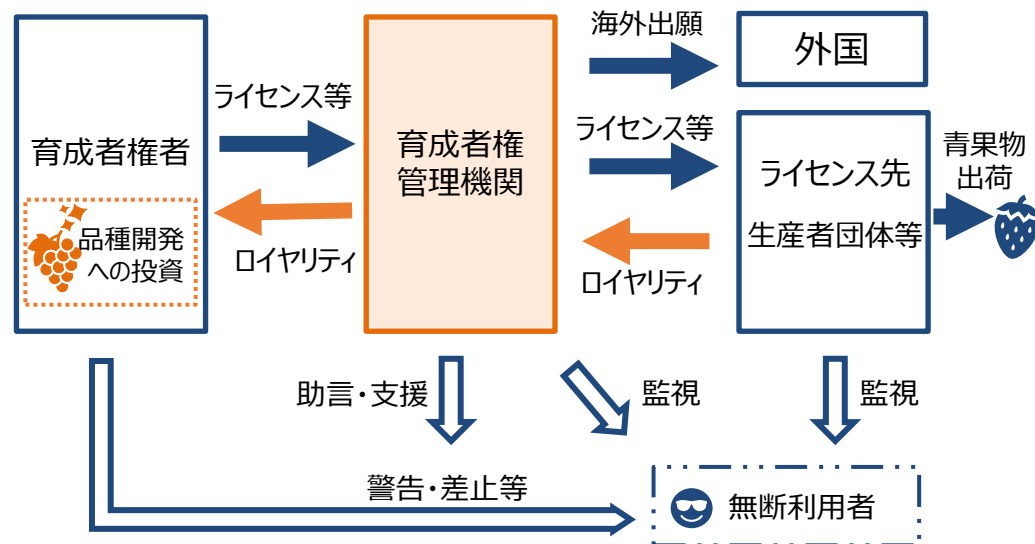 海外出願
外国
ライセンス等
ライセンス等
育成者権者
育成者権
管理機関
ライセンス先
生産者団体等
青果物
出荷
品種開発
への投資
ロイヤリティ
ロイヤリティ
助言・支援
監視
監視
警告・差止等
無断利用者